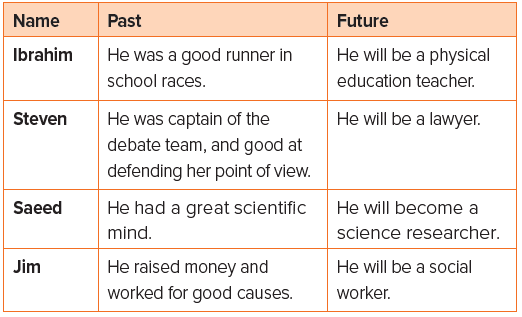 Name Past Future
Ibrahim He was a good runner in He will be a physical
school races. education teacher.
Steven He was captain of the He will be a lawyer.
debate team, and good at
defending her point of view.
Saeed He had a great scientific He will become a
mind. science researcher.
Jim He raised money and He will be a social
worked for good causes. worker.